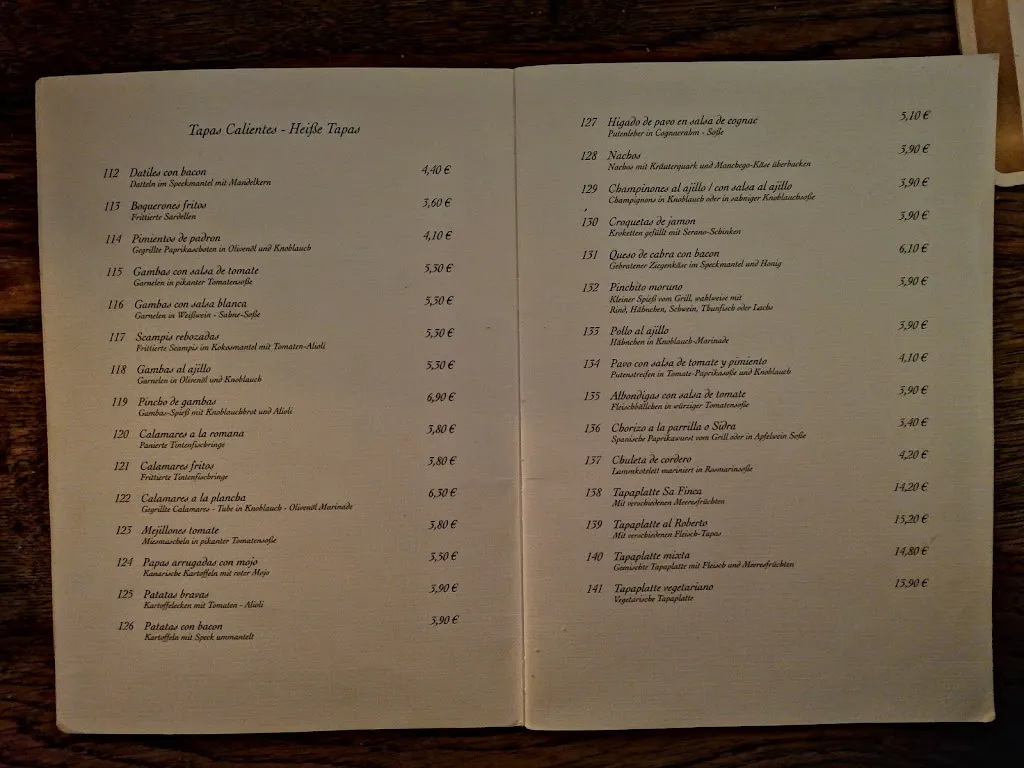 Tapas Calientes - Heiße Tapas
112 Datiles con bacon 4,40 €
Datteln im Speckmantel mit Mandelkern
113 Boquerones fritos 3,60 €
Frittierte Sardellen
114 Pimientos de padron 4,10 €
Gegrillte Paprikaschoten in Olivenöl und Knoblauch
115 Gambas con salsa de tomate 5,30 €
Garnelen in pikanter Tomatensoße
116 Gambas con salsa blanca 5,30 €
Garnelen in Weißwein - Sahne-Soße
117 Scampis rebozadas 5,30 €
Frittierte Scampis im Kokosmantel mit Tomaten-Alioli
118 Gambas al ajillo 5,30 €
Garnelen in Olivenöl und Knoblauch
119 Pincho de gambas 6,90 €
Gambas-Spieß mit Knoblauchbrot und Alioli
120 Calamares a la romana 3,80 €
Panierte Tintenfischringe
121 Calamares fritos 3,80 €
Frittierte Tintenfischringe
122 Calamares a la plancha 6,30 €
Gegrillte Calamares - Tube in Knoblauch - Olivenöl Marinade
123 Mejillones tomate 3,80 €
Miesmuscheln in pikanter Tomatensoße
124 Papas arrugadas con mojo 3,50 €
Kanarische Kartoffeln mit roter Mojo
125 Patatas bravas 3,90 €
Kartoffelecken mit Tomaten - Alioli
126 Patatas con bacon 3,90 €
Kartoffeln mit Speck ummantelt
127 Higado de pavo en salsa de cognac 5,10 €
Putenleber in Cognacrahm - Soße
128 Nachos 3,90 €
Nachos mit Kräuterquark und Manchego-Käse überbacken
129 Champinones al ajillo / con salsa al ajillo 3,90 €
Champignons in Knoblauch oder in sahniger Knoblauchsoße
130 Croquetas de jamon 3,90 €
Kroketten gefüllt mit Serano-Schinken
131 Queso de cabra con bacon 6,10 €
Gebratener Ziegenkäse im Speckmantel und Honig
132 Pinchito moruno 3,90 €
Kleiner Spieß vom Grill, wahlweise mit
Rind, Hähnchen, Schwein, Thunfisch oder Lachs
133 Pollo al ajillo 3,90 €
Hähnchen in Knoblauch-Marinade
134 Pavo con salsa de tomate y pimiento 4,10 €
Putenstreifen in Tomate-Paprikasoße und Knoblauch
135 Albondigas con salsa de tomate 3,90 €
Fleischbällchen in würziger Tomatensoße
136 Chorizo a la parrilla o Sidra 3,40 €
Spanische Paprikawurst vom Grill oder in Apfelwein Soße
137 Chuleta de cordero 4,20 €
Lammkotelett mariniert in Rosmarinsoße
138 Tapaplatte Sa Finca 14,20 €
Mit verschiedenen Meeresfrüchten
139 Tapaplatte al Roberto 15,20 €
Mit verschiedenen Fleisch-Tapas
140 Tapaplatte mixta 14,80 €
Gemischte Tapaplatte mit Fleisch und Meeresfrüchten
141 Tapaplatte vegetariano 13,90 €
Vegetarische Tapaplatte